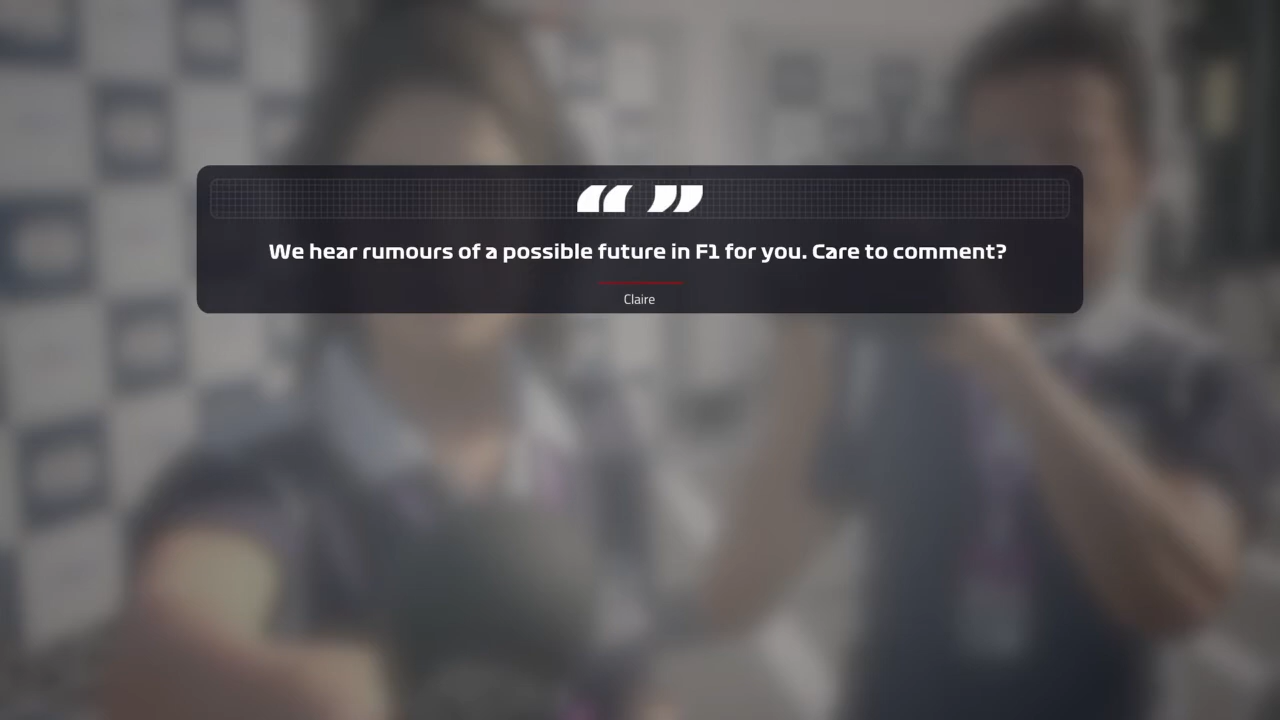 “ ”
We hear rumours of a possible future in F1 for you. Care to comment?
Claire